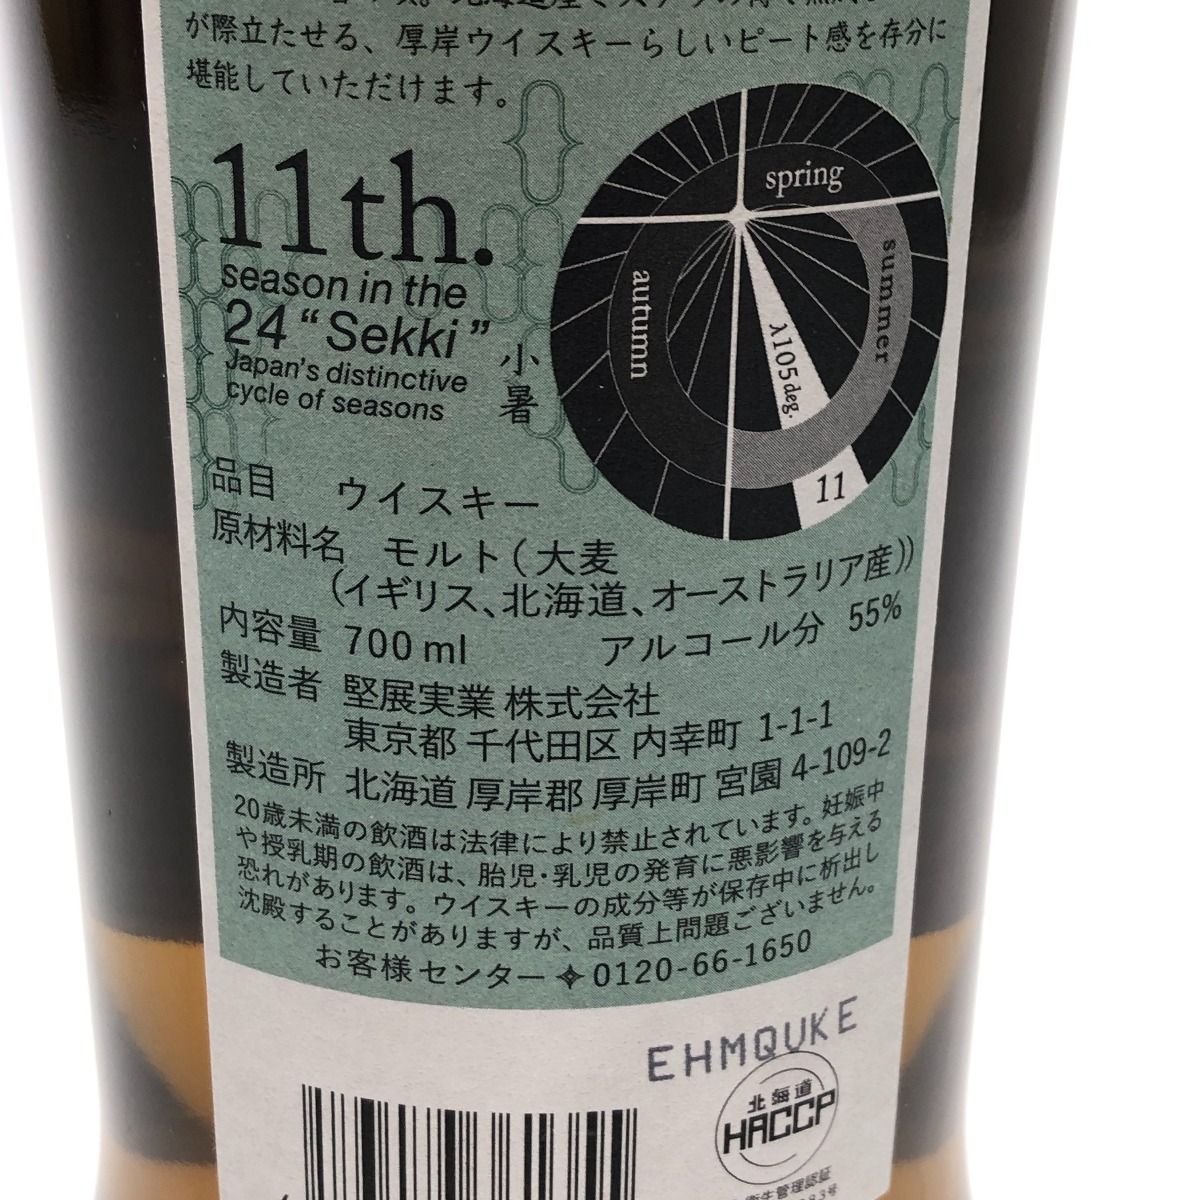 が際立たせる、厚岸ウイスキーらしいピート感を存分に
堪能していただけます。
11th.
season in the
24 “Sekki”
Japan's distinctive
cycle of seasons
小暑
spring
summer
autumn
λ105deg.
11
品目 ウイスキー
原材料名 モルト(大麦
(イギリス、北海道、オーストラリア産))
内容量 700ml アルコール分 55%
製造者 堅展実業 株式会社
東京都 千代田区 内幸町 1-1-1
製造所 北海道 厚岸郡 厚岸町 宮園 4-109-2
20歳未満の飲酒は法律により禁止されています。妊娠中
や授乳期の飲酒は、胎児・乳児の発育に悪影響を与える
恐れがあります。ウイスキーの成分等が保存中に析出し
沈殿することがありますが、品質上問題ございません。
お客様センター✧0120-66-1650
EHMQUKE
北海道
HACCP
衛生管理認証